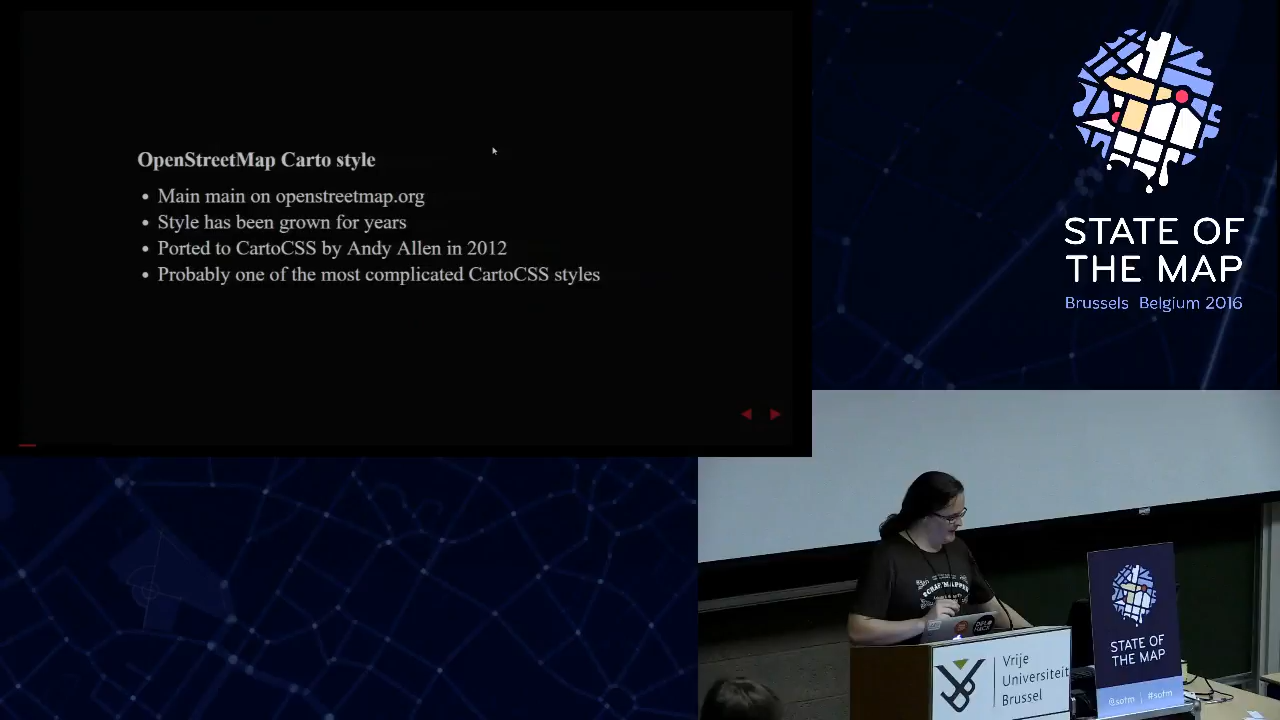 OpenStreetMap Carto style
• Main main on openstreetmap.org
• Style has been grown for years
• Ported to CartoCSS by Andy Allen in 2012
• Probably one of the most complicated CartoCSS styles
STATE OF
THE MAP
Brussels Belgium 2016
STATE OF
THE MAP
@sotm | #sotm
Vrije
Universiteit
Brussel